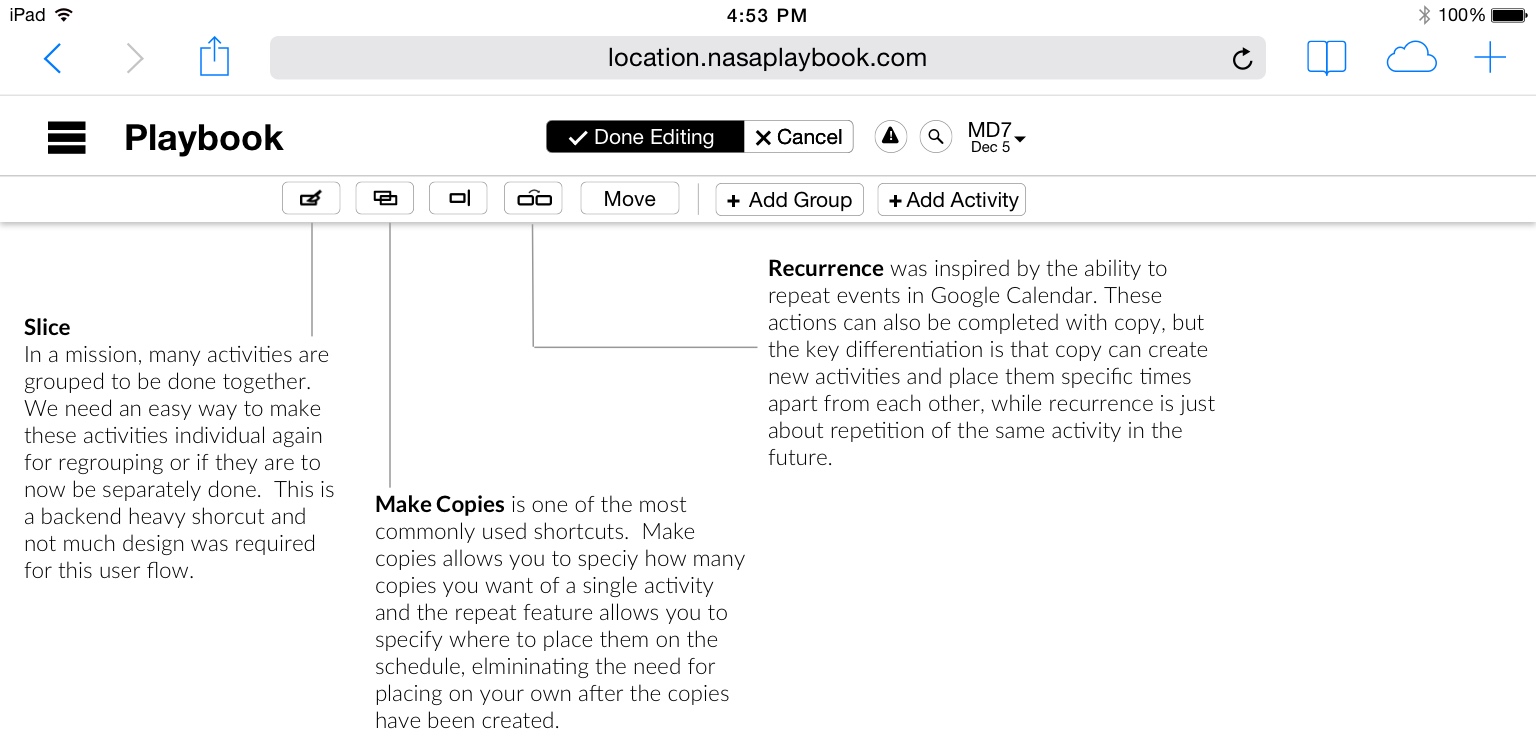 iPad 4:53 PM 100%
location.nasaplaybook.com
Playbook Done Editing Cancel MD7
Dec 5
Move + Add Group + Add Activity
Slice
In a mission, many activities are
grouped to be done together.
We need an easy way to make
these activities individual again
for regrouping or if they are to
now be separately done.  This is
a backend heavy shorcut and
not much design was required
for this user flow.
Make Copies is one of the most
commonly used shortcuts.  Make
copies allows you to speciy how many
copies you want of a single activity
and the repeat feature allows you to
specify where to place them on the
schedule, elmininating the need for
placing on your own after the copies
have been created.
Recurrence was inspired by the ability to
repeat events in Google Calendar. These
actions can also be completed with copy, but
the key differentiation is that copy can create
new activities and place them specific times
apart from each other, while recurrence is just
about repetition of the same activity in the
future.